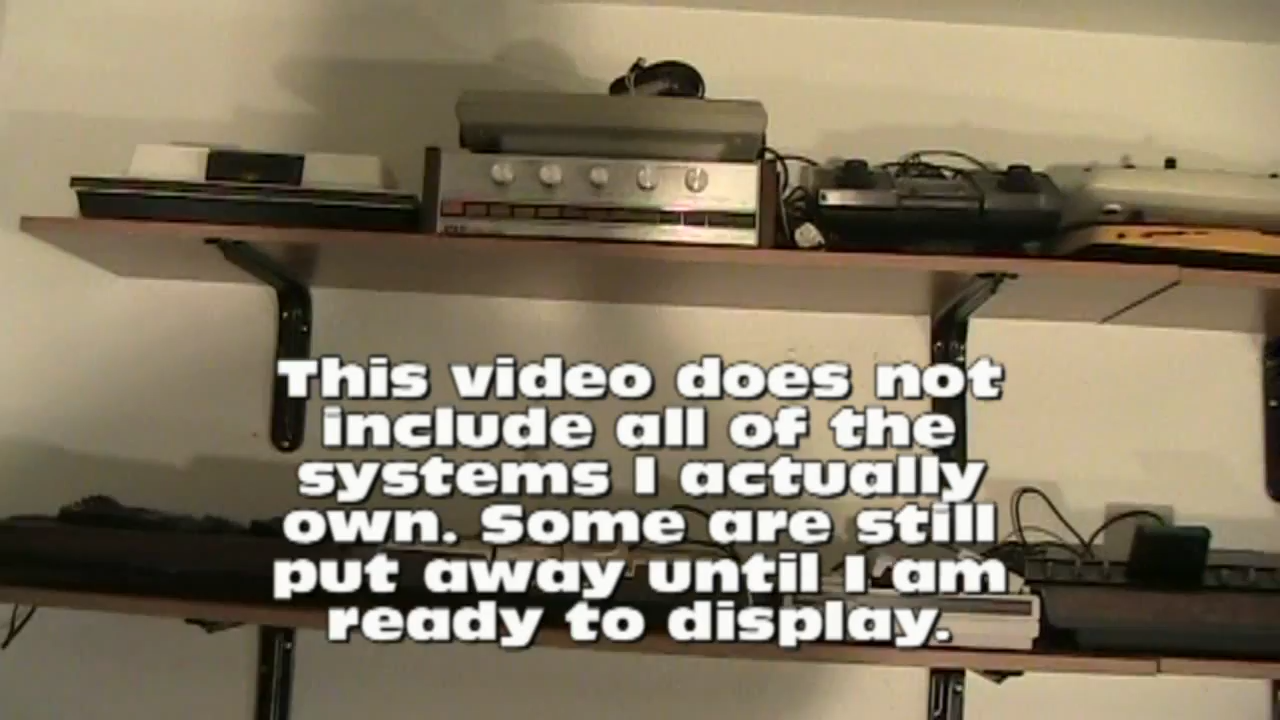 This video does not
include all of the
systems I actually
own. Some are still
put away until I am
ready to display.